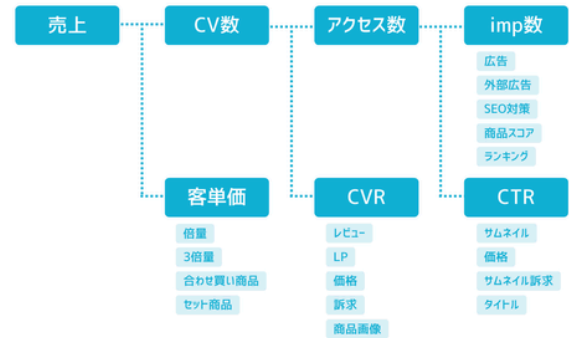 売上
CV数
アクセス数
imp数
広告
外部広告
SEO対策
商品スコア
ランキング
客単価
倍量
3倍量
合わせ買い商品
セット商品
CVR
レビュー
LP
価格
訴求
商品画像
CTR
サムネイル
価格
サムネイル訴求
タイトル